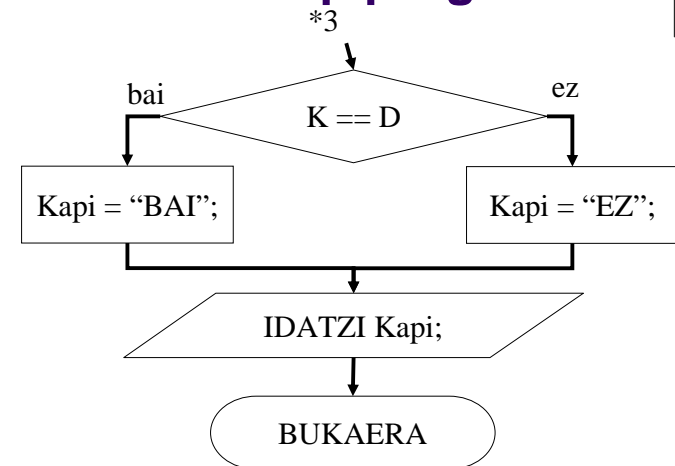 *3
bai
ez
K == D
Kapi = “BAI”;
Kapi = “EZ”;
IDATZI Kapi;
BUKAERA